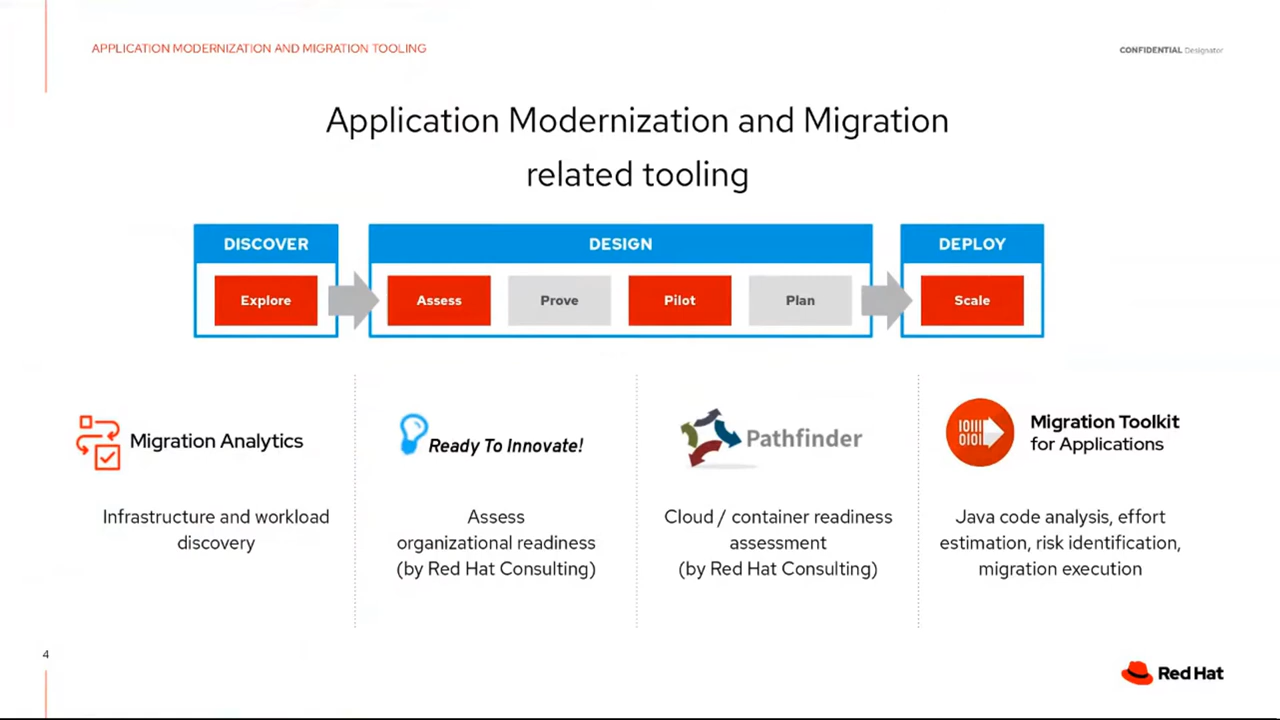 APPLICATION MODERNIZATION AND MIGRATION TOOLING
CONFIDENTIAL Designator
Application Modernization and Migration
related tooling
DISCOVER
DESIGN
DEPLOY
Explore
Assess
Prove
Pilot
Plan
Scale
Migration Analytics
Infrastructure and workload
discovery
Ready To Innovate!
Assess
organizational readiness
(by Red Hat Consulting)
Pathfinder
Cloud / container readiness
assessment
(by Red Hat Consulting)
Migration Toolkit
for Applications
Java code analysis, effort
estimation, risk identification,
migration execution
4
Red Hat